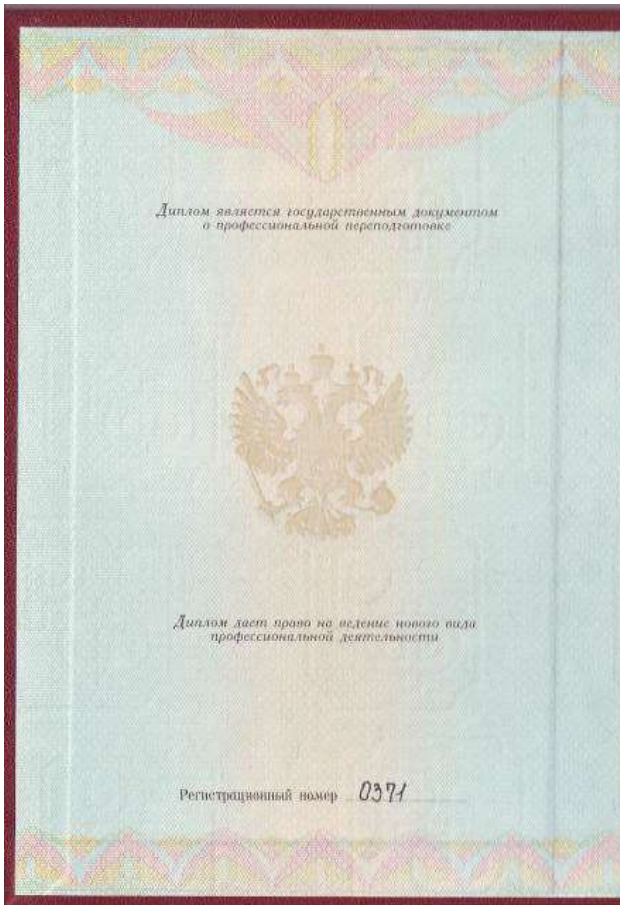 Диплом является государственным документом
о профессиональной переподготовке
Диплом дает право на ведение нового вида
профессиональной деятельности
Регистрационный номер 0371